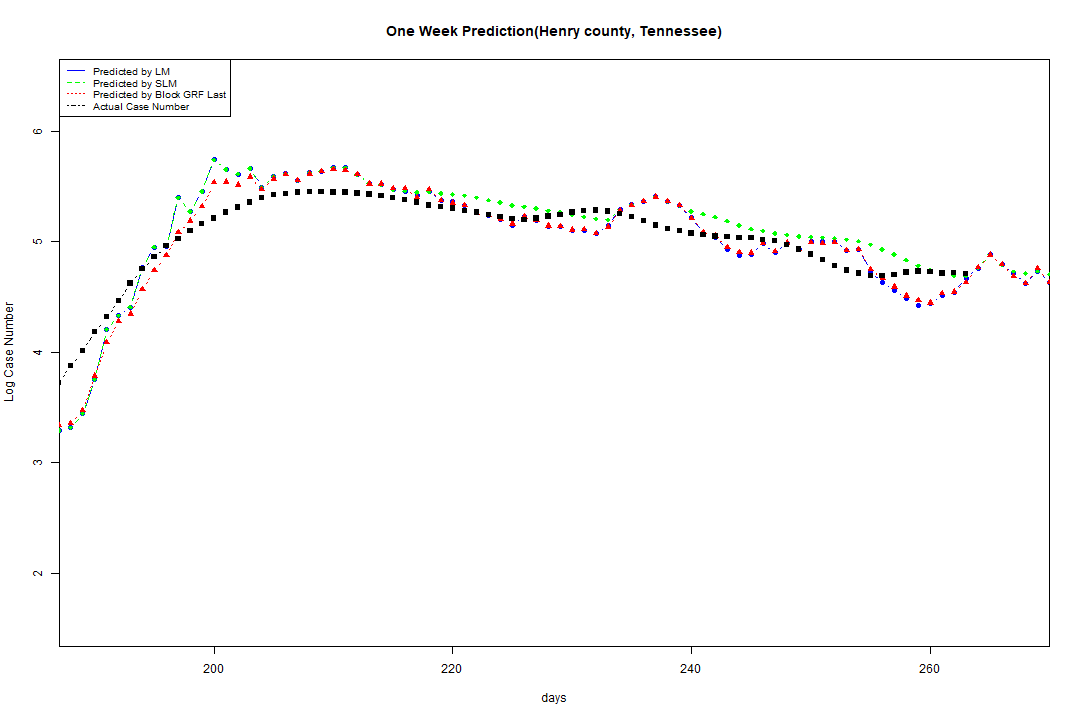 One Week Prediction(Henry county, Tennessee)
Predicted by LM
Predicted by SLM
Predicted by Block GRF Last
Actual Case Number
6
5
4
3
2
Log Case Number
200
220
240
260
days